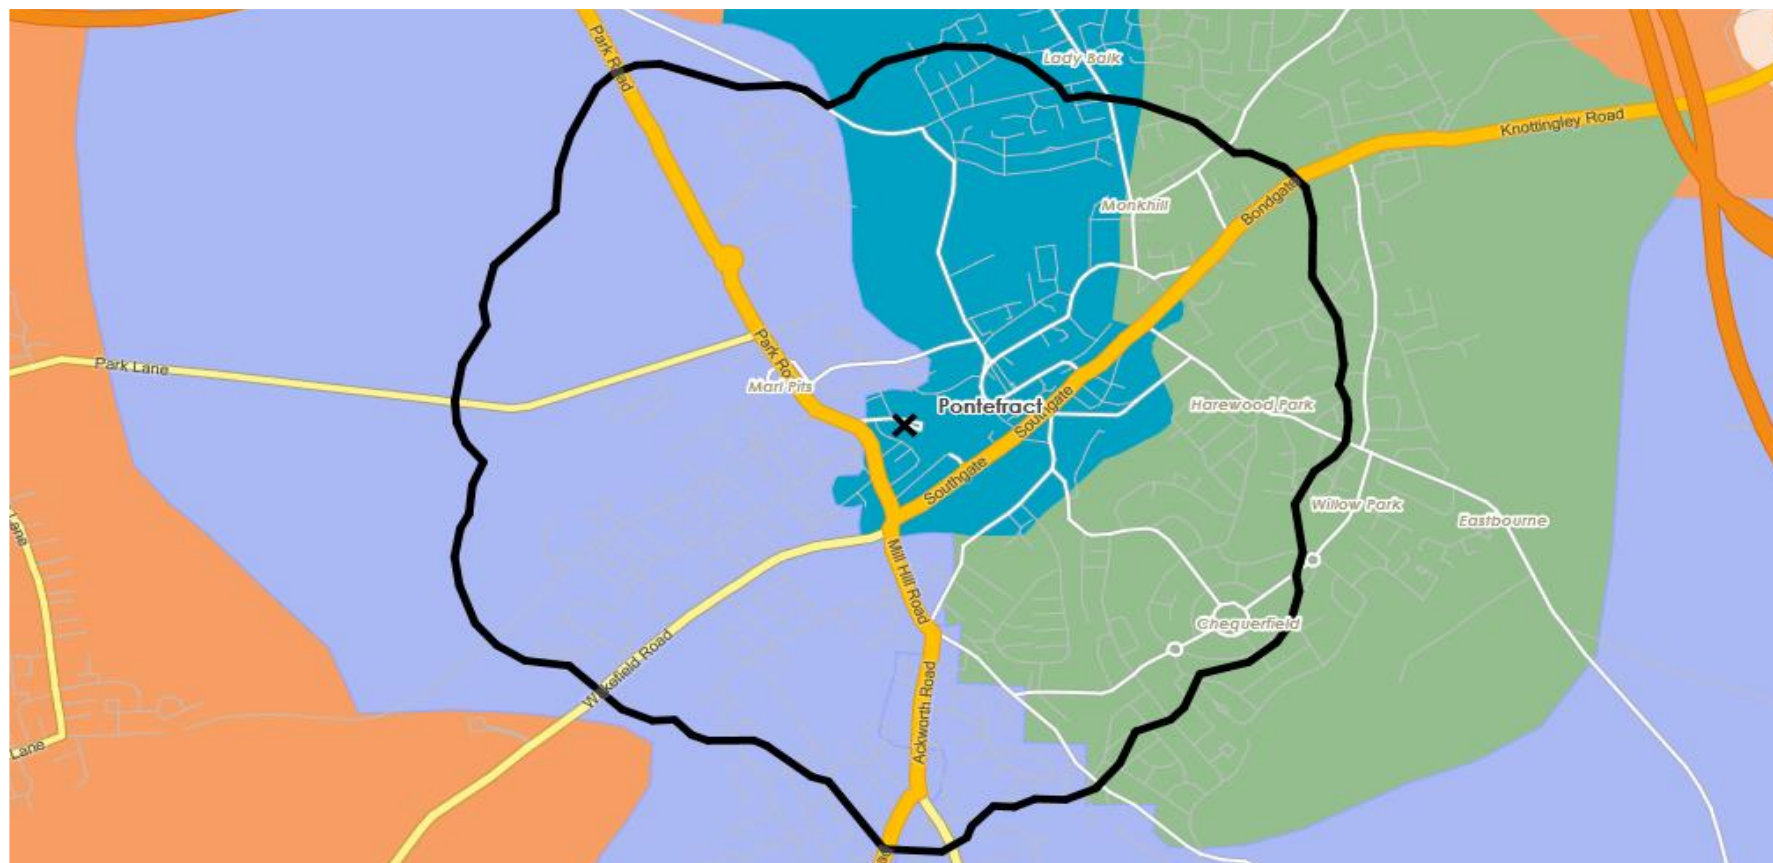 Park Road
Lady Balk
Knottingley Road
Monkhill
Bondgate
Park Lane
Park Ro
Marl Pits
Pontefract
Southgate
Harewood Park
Southgate
Willow Park
Eastbourne
Lane
Mill Hill Road
Chequerfield
Wakefield Road
Ackworth Road
Lane